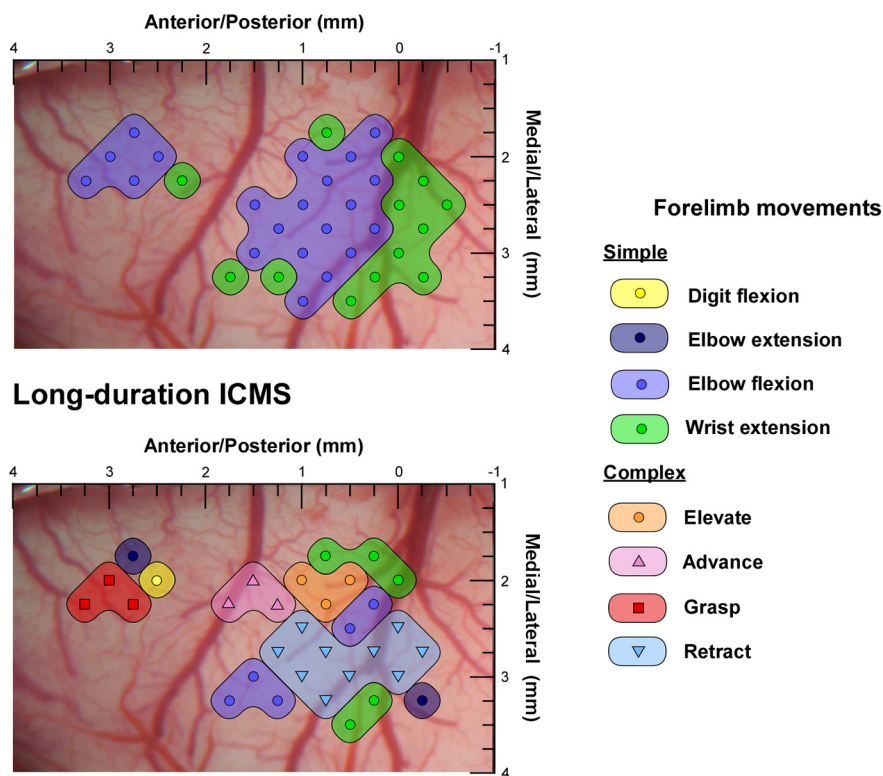 Anterior/Posterior (mm)
4 3 2 1 0 -1
1
2
3
4
Medial/Lateral (mm)
Long-duration ICMS
Anterior/Posterior (mm)
4 3 2 1 0 -1
1
2
3
4
Medial/Lateral (mm)
Forelimb movements
Simple
Digit flexion
Elbow extension
Elbow flexion
Wrist extension
Complex
Elevate
Advance
Grasp
Retract